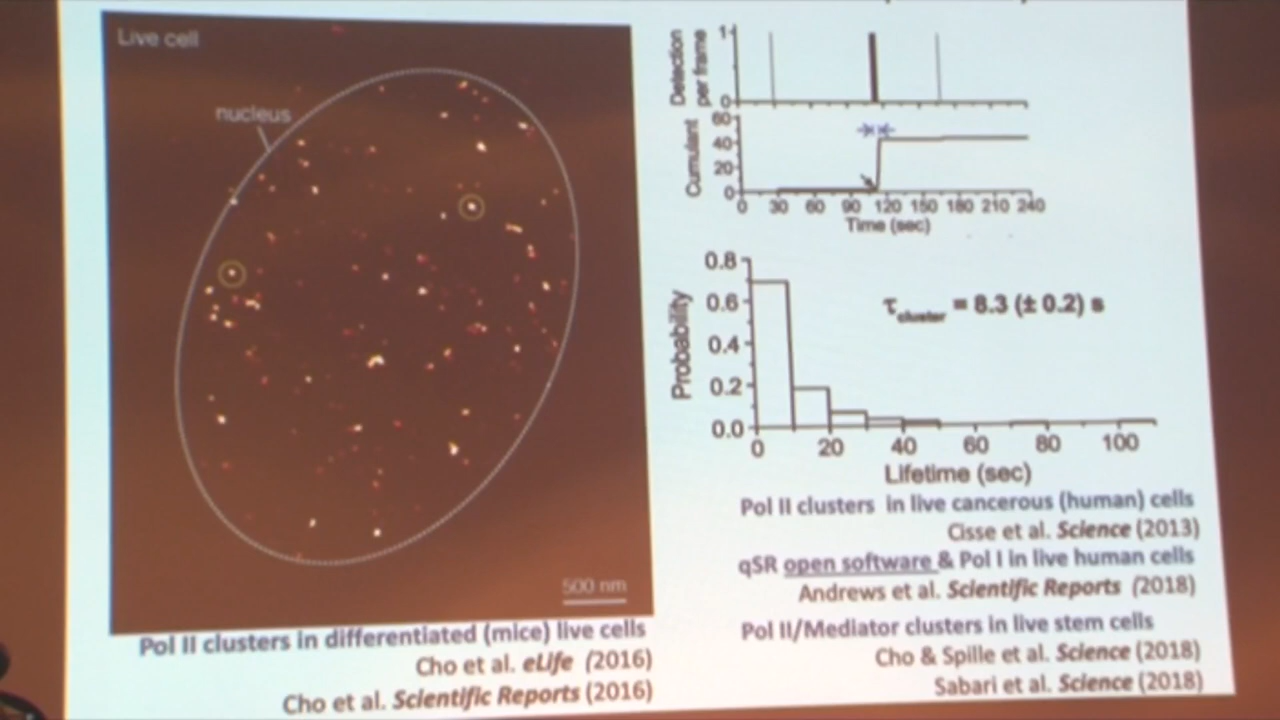 Live cell
nucleus
500 nm
Pol II clusters in differentiated (mice) live cells
Cho et al. eLife (2016)
Cho et al. Scientific Reports (2016)
Detection
per frame
1
0
Cumulant
60
40
20
0
0 30 60 90 120 150 180 210 240
Time (sec)
Probability
0.8
0.6
0.4
0.2
0.0
τcluster = 8.3 (± 0.2) s
0 20 40 60 80 100
Lifetime (sec)
Pol II clusters in live cancerous (human) cells
Cisse et al. Science (2013)
qSR open software & Pol I in live human cells
Andrews et al. Scientific Reports (2018)
Pol II/Mediator clusters in live stem cells
Cho & Spille et al. Science (2018)
Sabari et al. Science (2018)